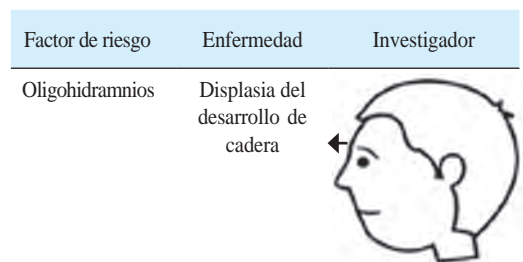 Factor de riesgo Enfermedad Investigador
Oligohidramnios Displasia del
desarrollo de
cadera